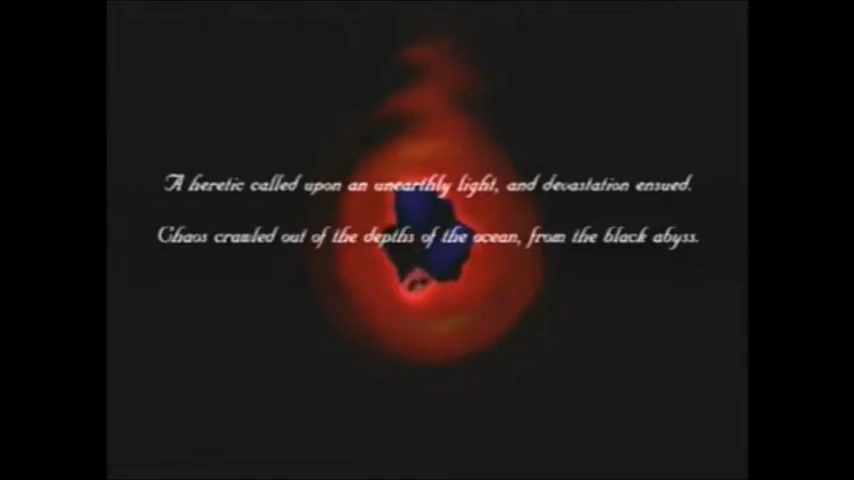 A heretic called upon an unearthly light, and devastation ensued.
Chaos crawled out of the depths of the ocean, from the black abyss.